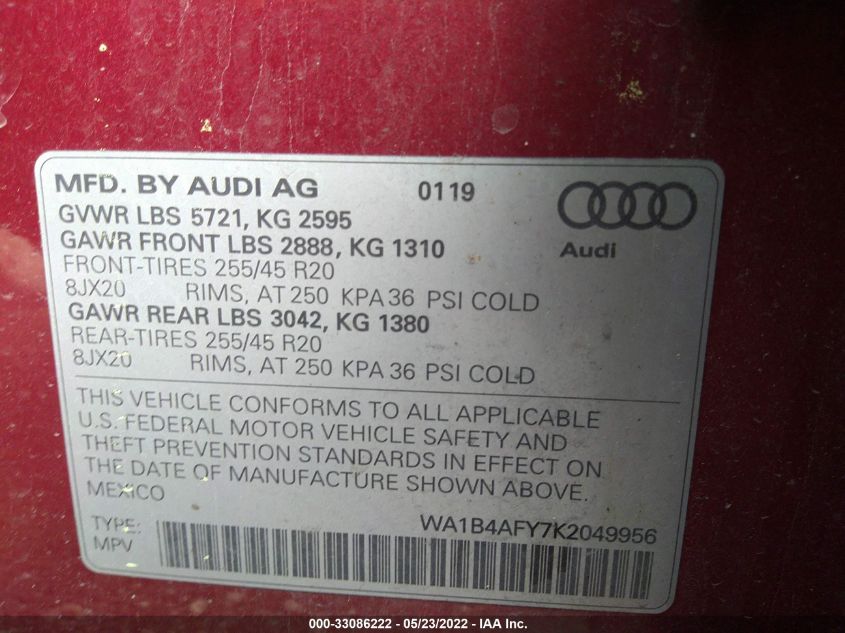 MFD. BY AUDI AG 0119
GVWR LBS 5721, KG 2595
GAWR FRONT LBS 2888, KG 1310
FRONT-TIRES 255/45 R20
8JX20 RIMS, AT 250 KPA 36 PSI COLD
GAWR REAR LBS 3042, KG 1380
REAR-TIRES 255/45 R20
8JX20 RIMS, AT 250 KPA 36 PSI COLD
Audi
THIS VEHICLE CONFORMS TO ALL APPLICABLE
U.S. FEDERAL MOTOR VEHICLE SAFETY AND
THEFT PREVENTION STANDARDS IN EFFECT ON
THE DATE OF MANUFACTURE SHOWN ABOVE.
MEXICO
TYPE: WA1B4AFY7K2049956
MPV
000-33086222 - 05/23/2022 - IAA Inc.